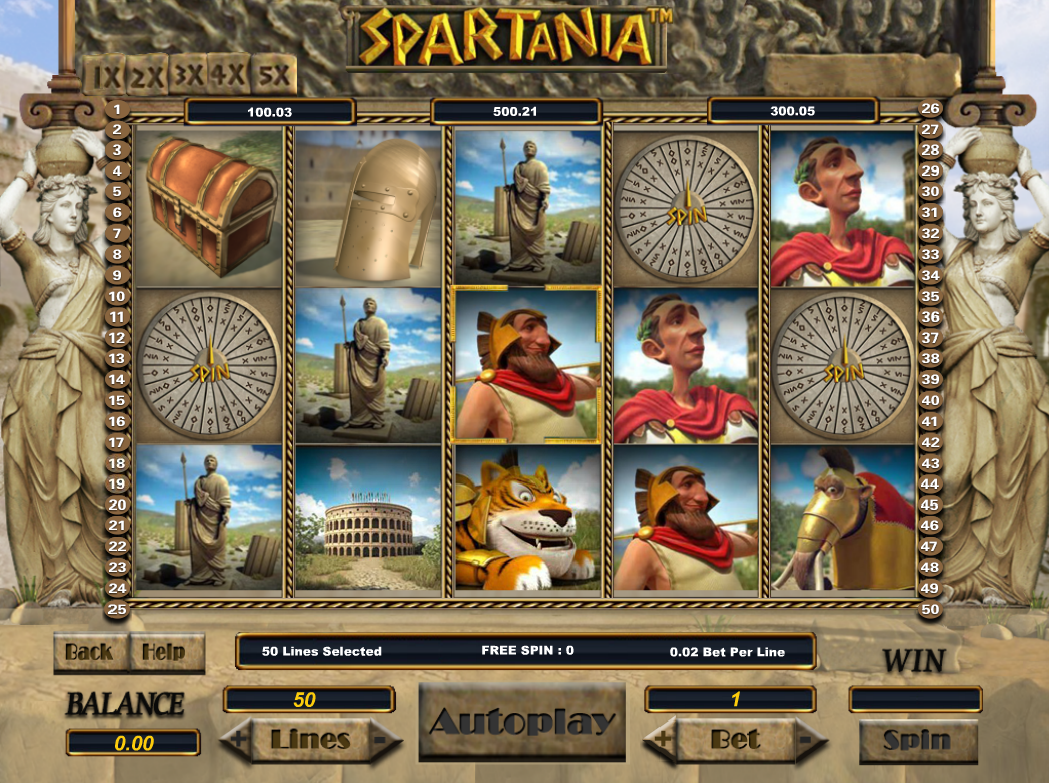 SPARTANIA™
1X 2X 3X 4X 5X
100.03 500.21 300.05
1 26
2 27
3 28
4 29
5 30
6 31
7 32
8 33
9 34
10 35
11 36
12 37
13 38
14 39
15 40
16 41
17 42
18 43
19 44
20 45
21 46
22 47
23 48
24 49
25 50
SPIN
SPIN SPIN
Back Help
50 Lines Selected FREE SPIN : 0 0.02 Bet Per Line
WIN
BALANCE
50 1
Autoplay
+ Lines - + Bet - Spin
0.00